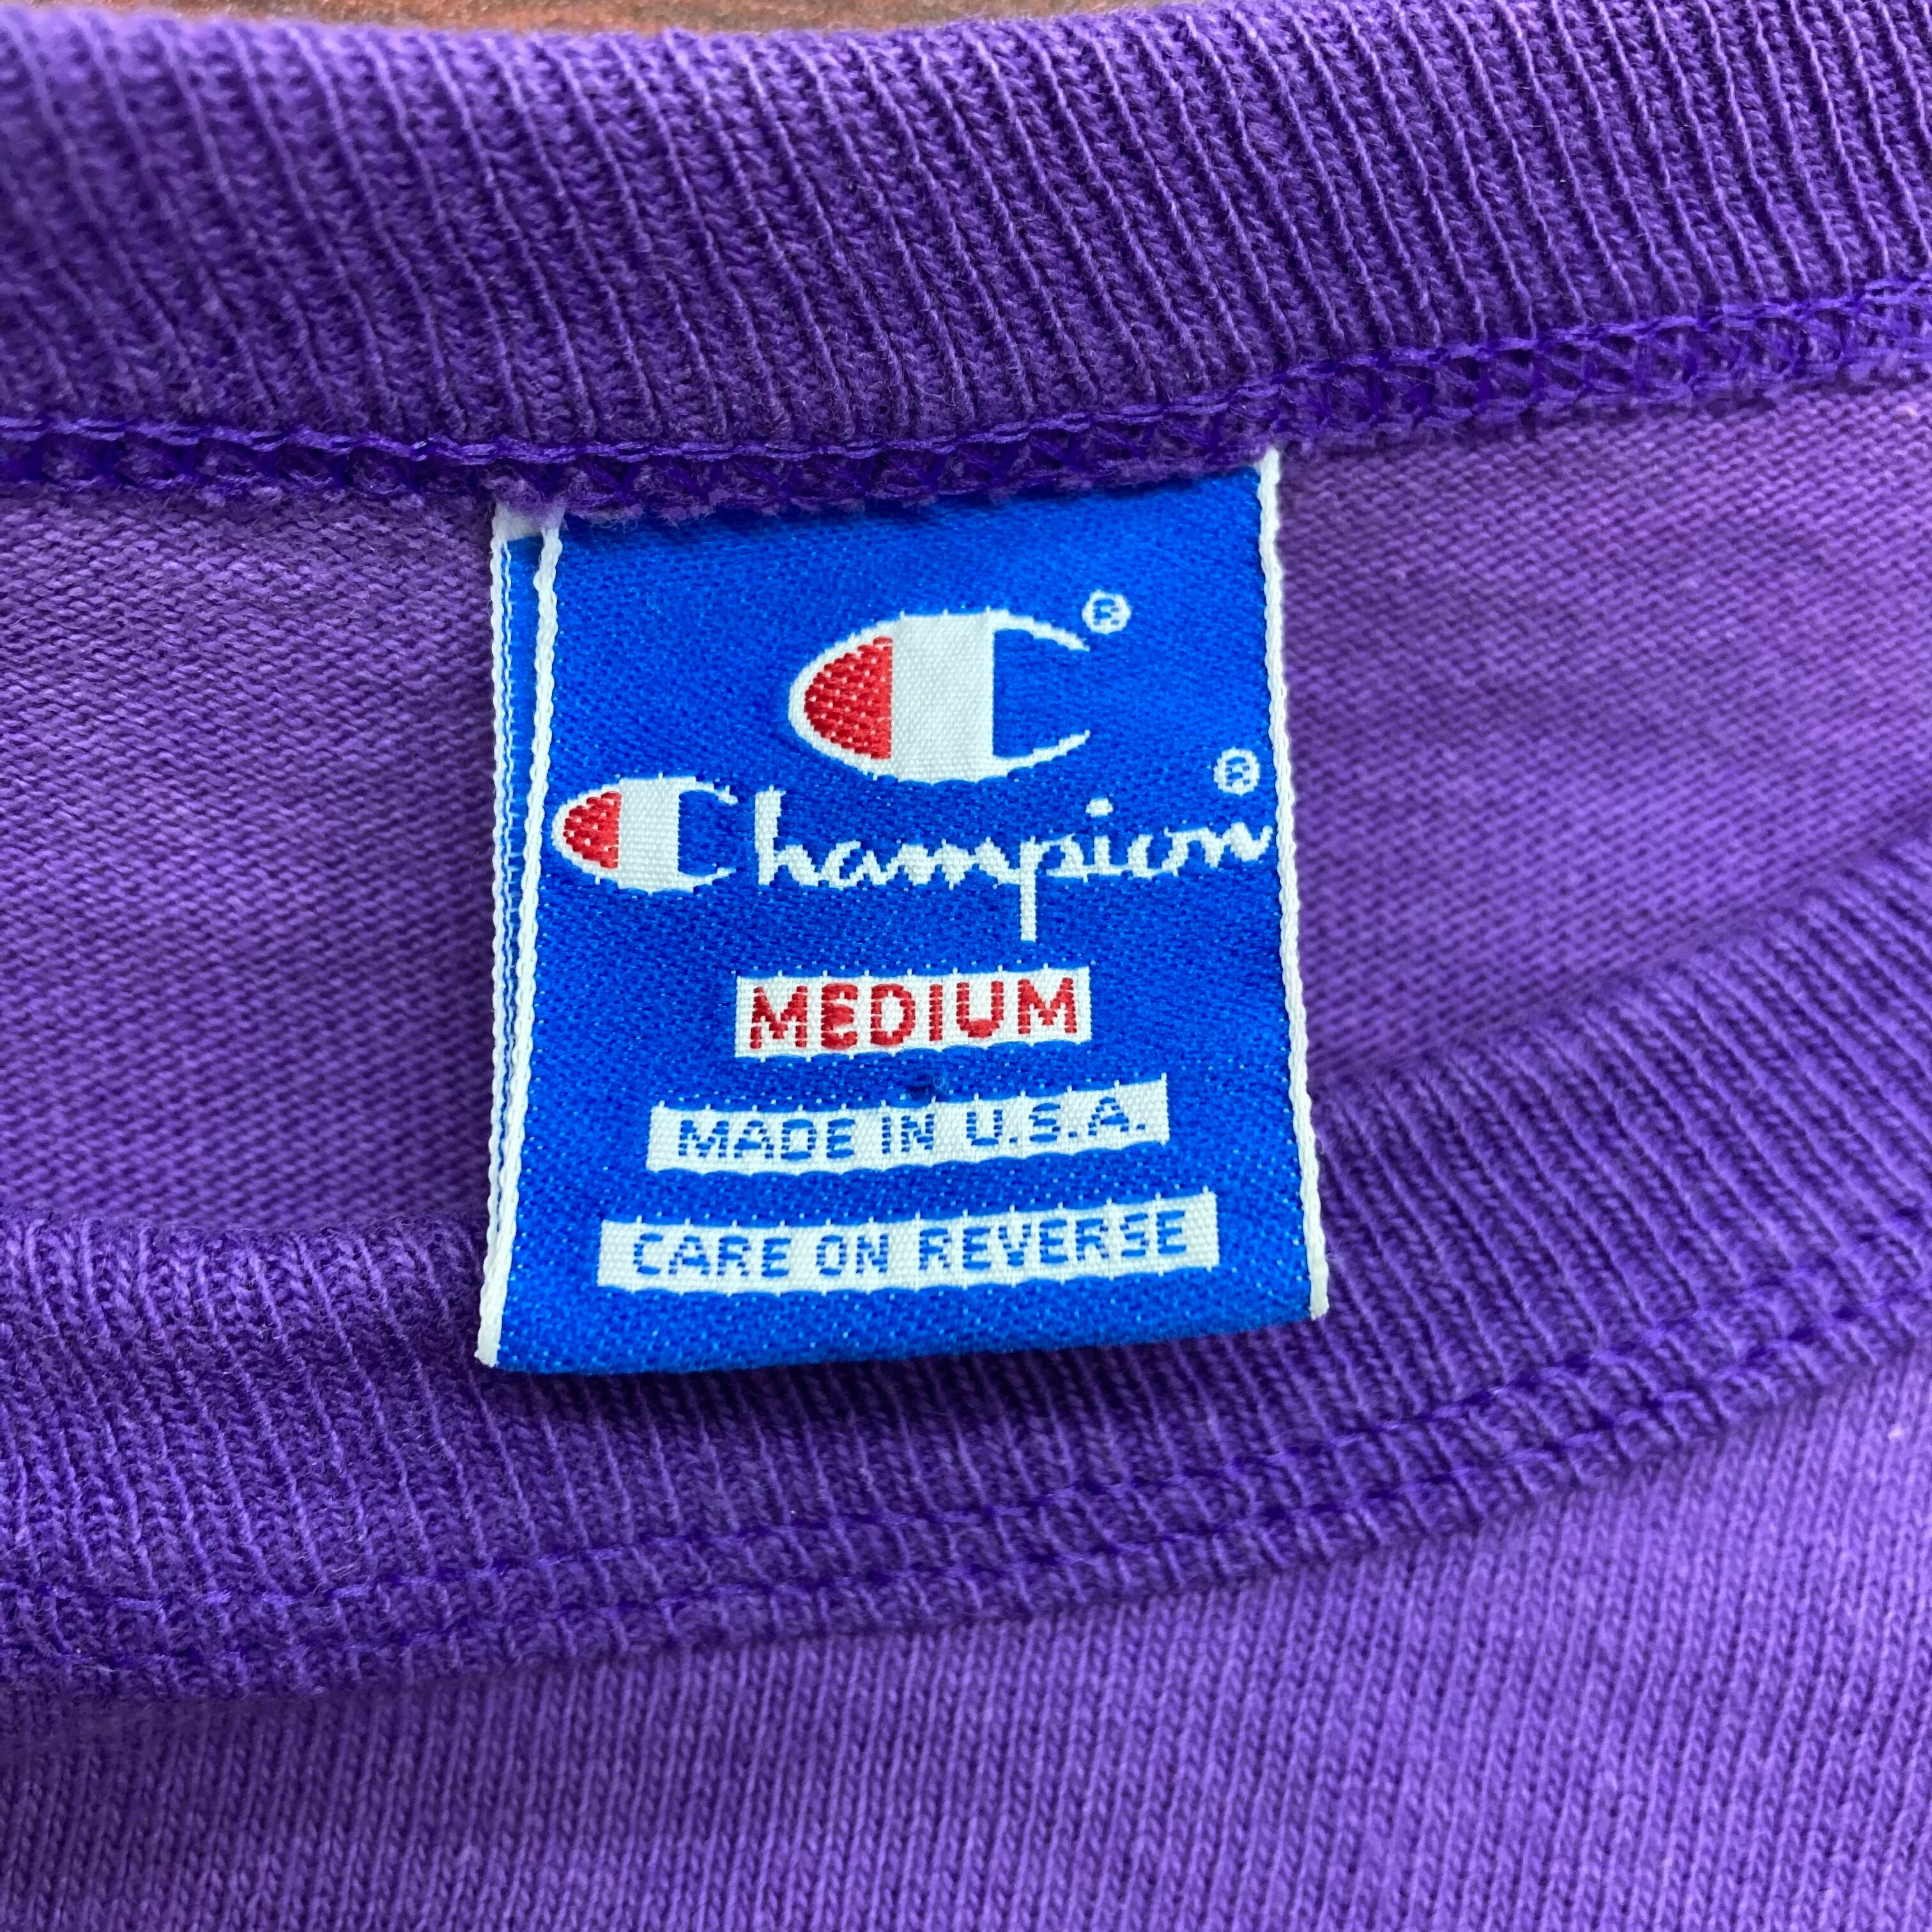 C®
Champion®
MEDIUM
MADE IN U.S.A.
CARE ON REVERSE